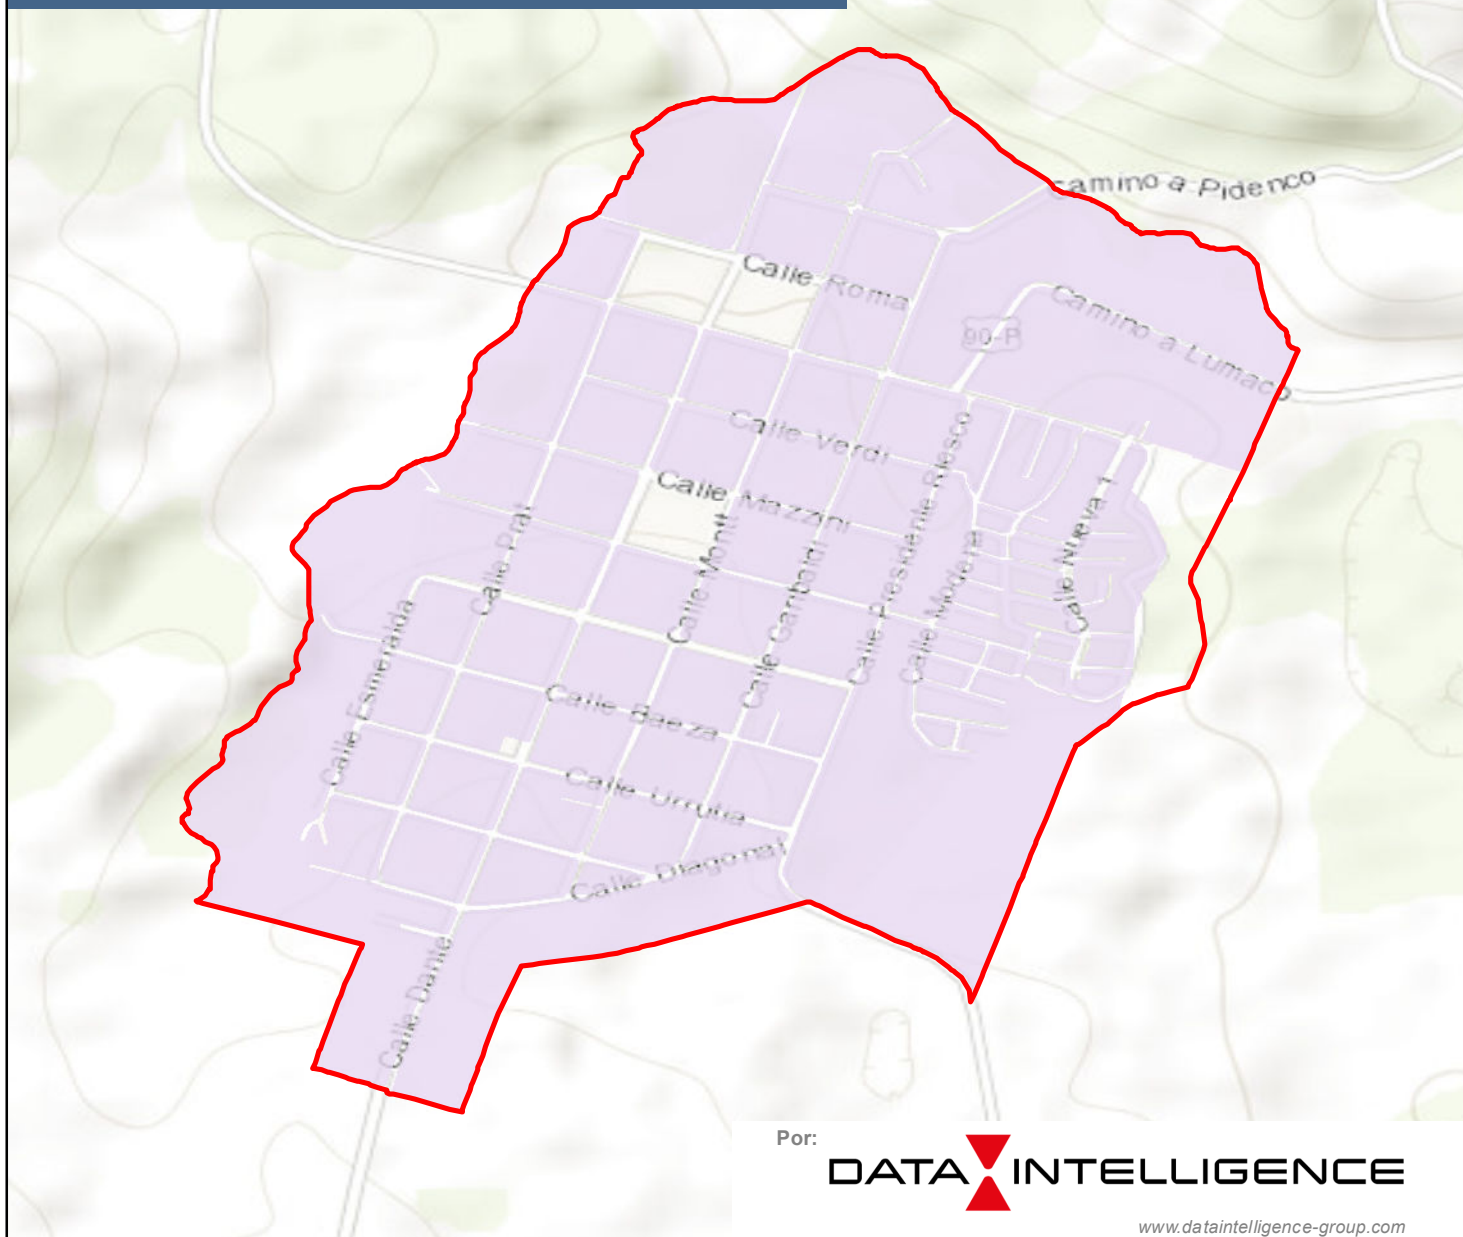 Camino a Pidenco
Calle Roma
Camino a Lumaco
90-P
Calle Verdi
Calle Presidente Riesco
Calle Mazzini
Calle Nueva 1
Calle Prat
Calle Montt
Calle Garibaldi
Calle Modena
Calle Esmeralda
Calle Baeza
Calle Urrutia
Calle Diagonal
Calle Dante
Por:
DATA INTELLIGENCE
www.dataintelligence-group.com